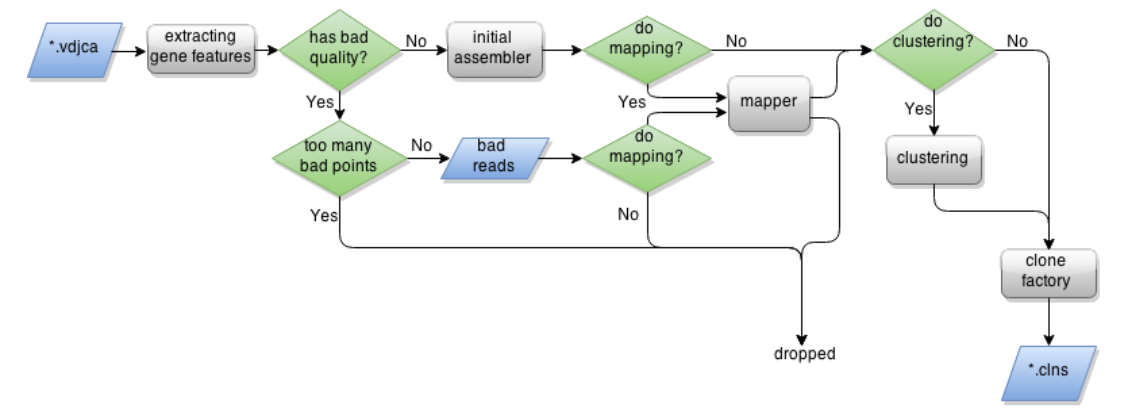 *.vdjca
extracting
gene features
has bad
quality?
No
initial
assembler
do
mapping?
No
do
clustering?
No
Yes
Yes
mapper
Yes
too many
bad points
No
bad
reads
do
mapping?
clustering
Yes
No
clone
factory
dropped
*.clns